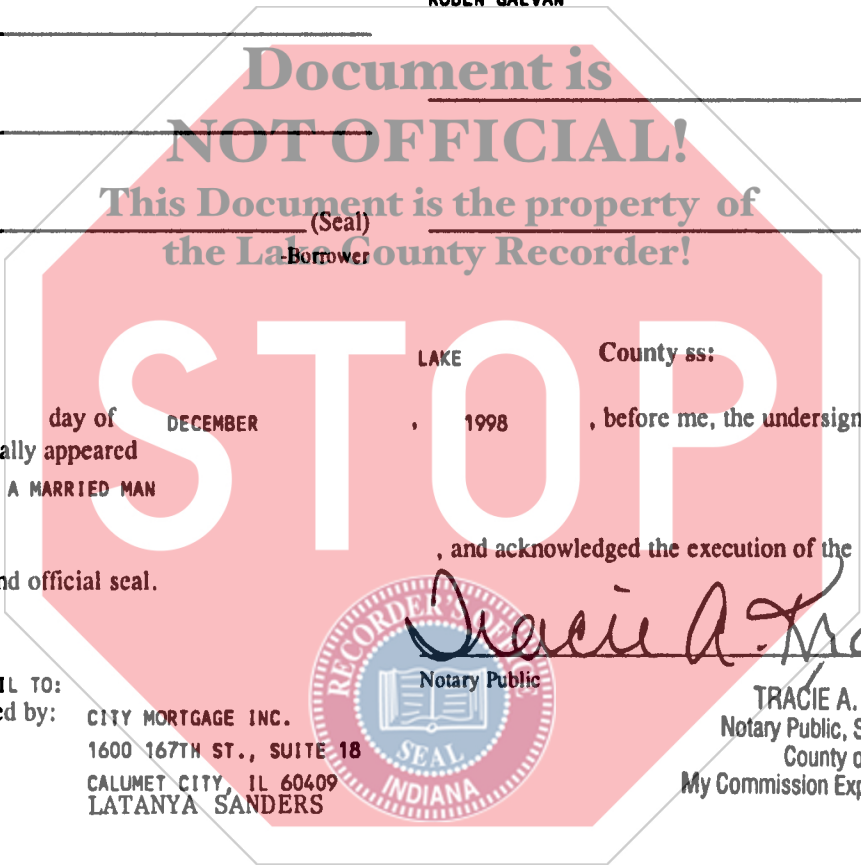 RUBEN GALVAN
Document is
NOT OFFICIAL!
This Document is the property of
the Lake County Recorder!
(Seal)
-Borrower
STOP
LAKE County ss:
day of DECEMBER , 1998 , before me, the undersign
ally appeared
A MARRIED MAN
, and acknowledged the execution of the
nd official seal.
Tracie A. Kro
Notary Public
RECORDER'S OFFICE
SEAL
INDIANA
IL TO:
ed by: CITY MORTGAGE INC.
1600 167TH ST., SUITE 18
CALUMET CITY, IL 60409
LATANYA SANDERS
TRACIE A.
Notary Public, S
County o
My Commission Exp